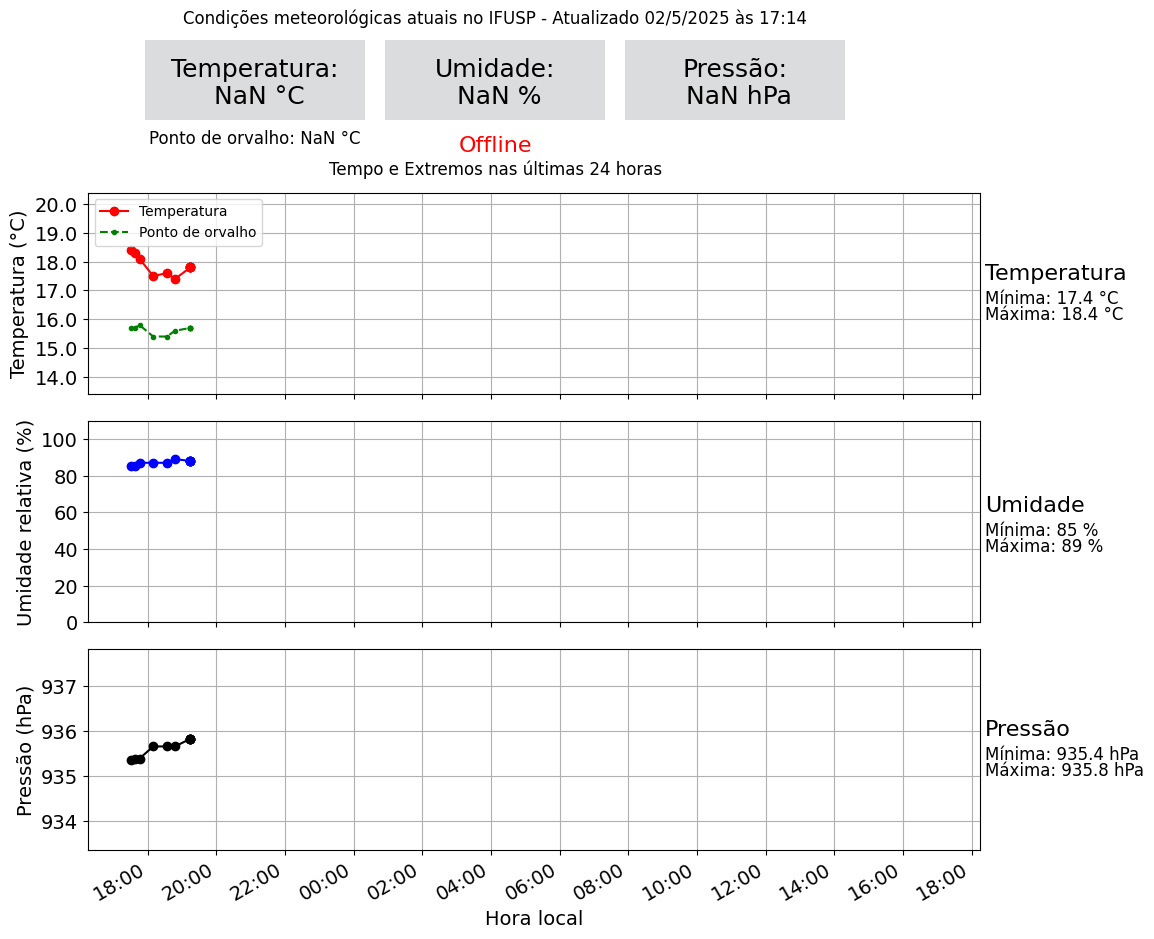 Condições meteorológicas atuais no IFUSP - Atualizado 02/5/2025 às 17:14
Temperatura:
NaN °C
Umidade:
NaN %
Pressão:
NaN hPa
Ponto de orvalho: NaN °C
Offline
Tempo e Extremos nas últimas 24 horas
Temperatura (°C)
20.0
19.0
18.0
17.0
16.0
15.0
14.0
Temperatura
Ponto de orvalho
Temperatura
Mínima: 17.4 °C
Máxima: 18.4 °C
Umidade relativa (%)
100
80
60
40
20
0
Umidade
Mínima: 85 %
Máxima: 89 %
Pressão (hPa)
937
936
935
934
Pressão
Mínima: 935.4 hPa
Máxima: 935.8 hPa
18:00
20:00
22:00
00:00
02:00
04:00
06:00
08:00
10:00
12:00
14:00
16:00
18:00
Hora local